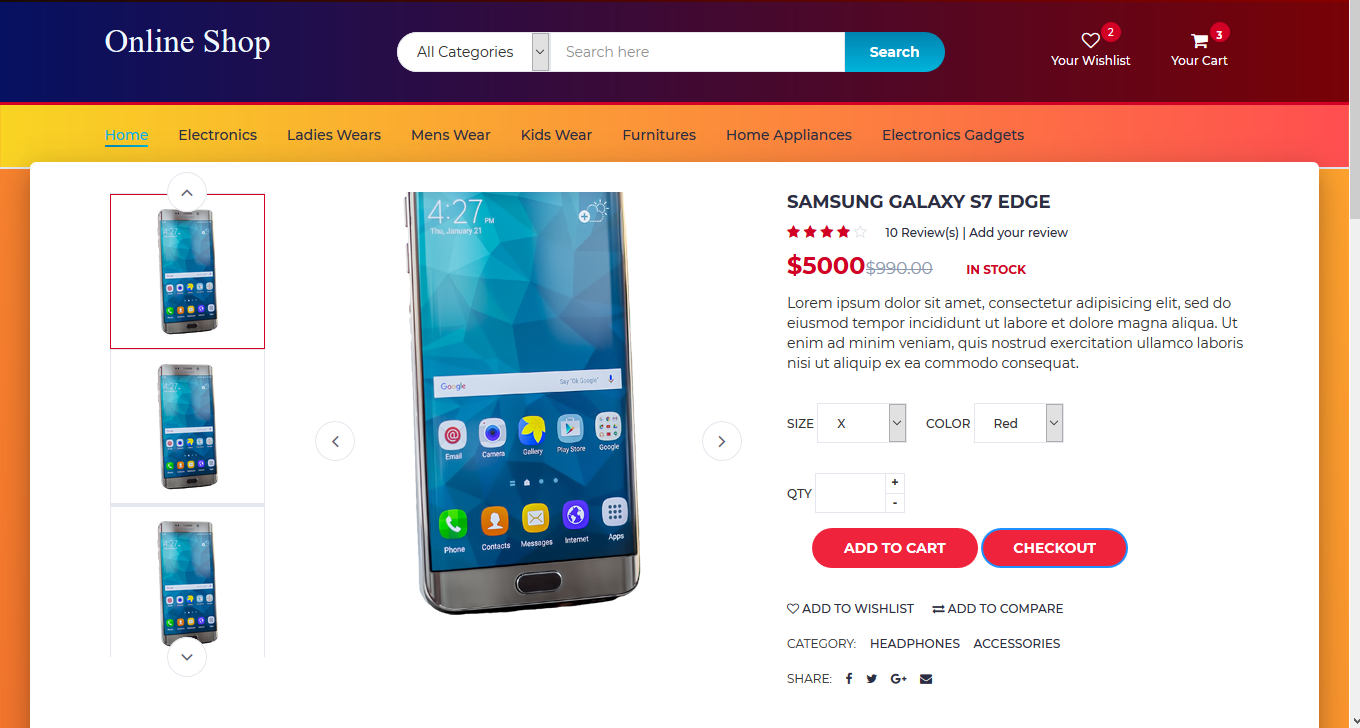 Online Shop
All Categories
Search here
Search
2
Your Wishlist
3
Your Cart
Home Electronics Ladies Wears Mens Wear Kids Wear Furnitures Home Appliances Electronics Gadgets
4:27 PM
Thu, January 21
Google Say "Ok Google"
Email Camera Gallery Play Store Google
Phone Contacts Messages Internet Apps
SAMSUNG GALAXY S7 EDGE
10 Review(s) | Add your review
$5000 $990.00 IN STOCK
Lorem ipsum dolor sit amet, consectetur adipisicing elit, sed do
eiusmod tempor incididunt ut labore et dolore magna aliqua. Ut
enim ad minim veniam, quis nostrud exercitation ullamco laboris
nisi ut aliquip ex ea commodo consequat.
SIZE X COLOR Red
QTY + -
ADD TO CART CHECKOUT
ADD TO WISHLIST ADD TO COMPARE
CATEGORY: HEADPHONES ACCESSORIES
SHARE: